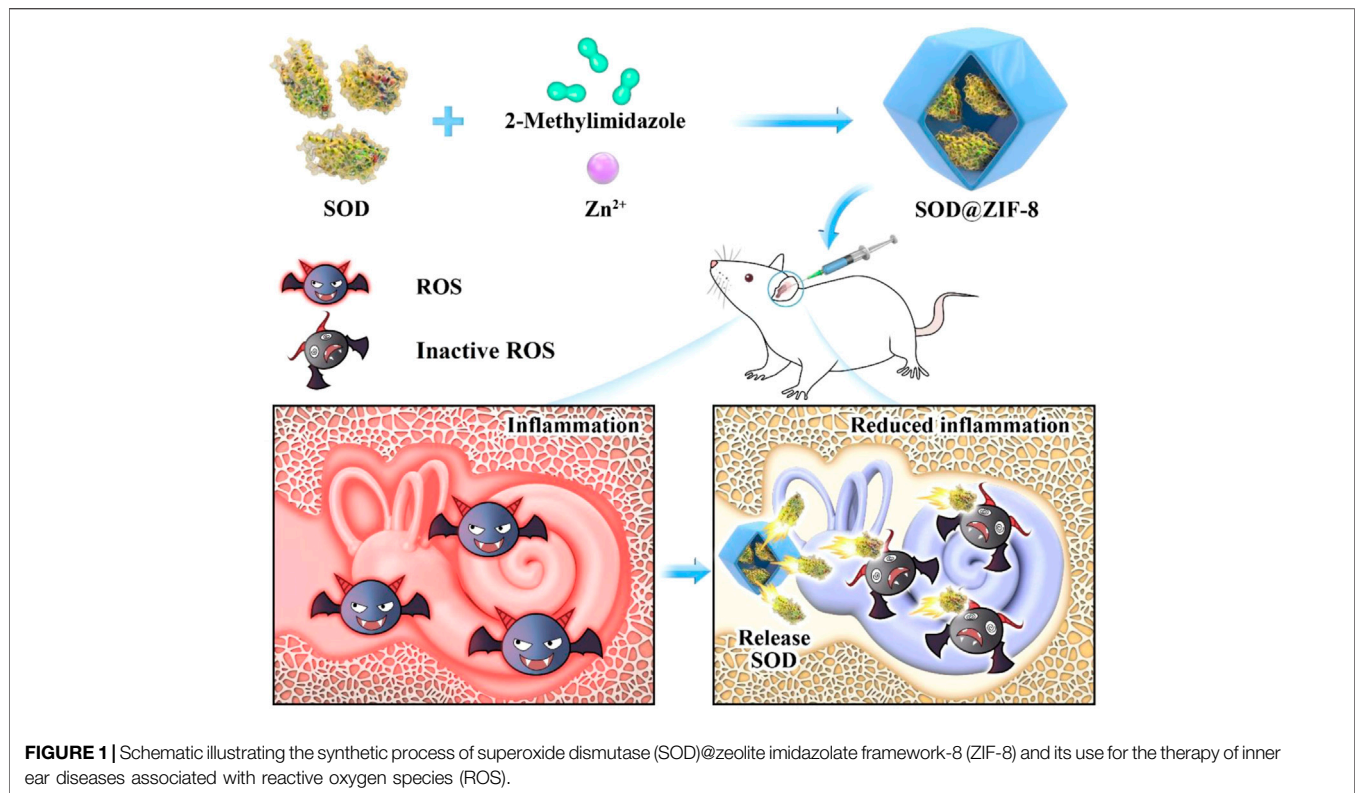 2-Methylimidazole
SOD
Zn²⁺
SOD@ZIF-8
ROS
Inactive ROS
Inflammation
Reduced inflammation
Release
SOD
FIGURE 1 | Schematic illustrating the synthetic process of superoxide dismutase (SOD)@zeolite imidazolate framework-8 (ZIF-8) and its use for the therapy of inner
ear diseases associated with reactive oxygen species (ROS).